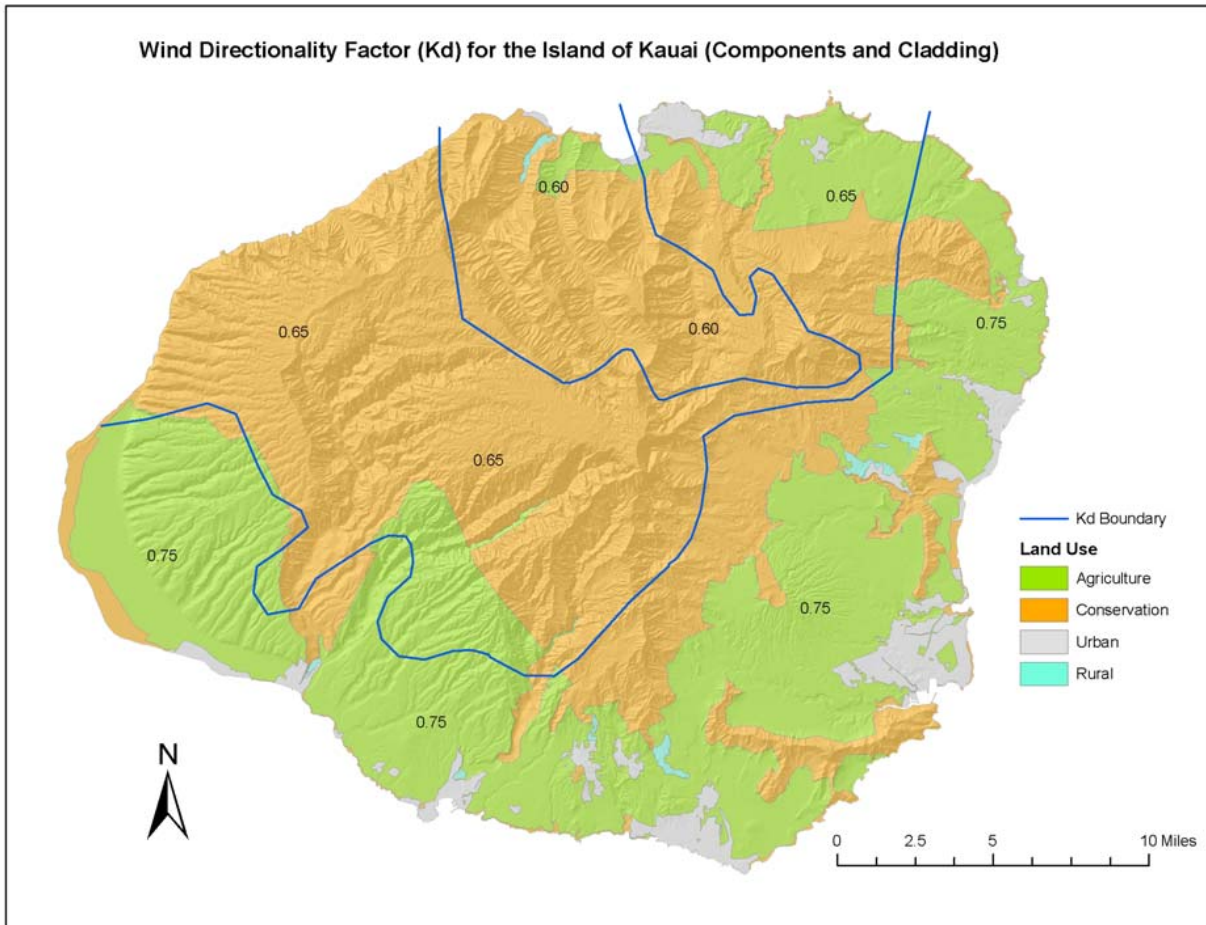 Wind Directionality Factor (Kd) for the Island of Kauai (Components and Cladding)
0.60
0.65
0.65
0.60
0.75
0.65
0.75
0.75
0.75
Kd Boundary
Land Use
Agriculture
Conservation
Urban
Rural
N
0 2.5 5 10 Miles